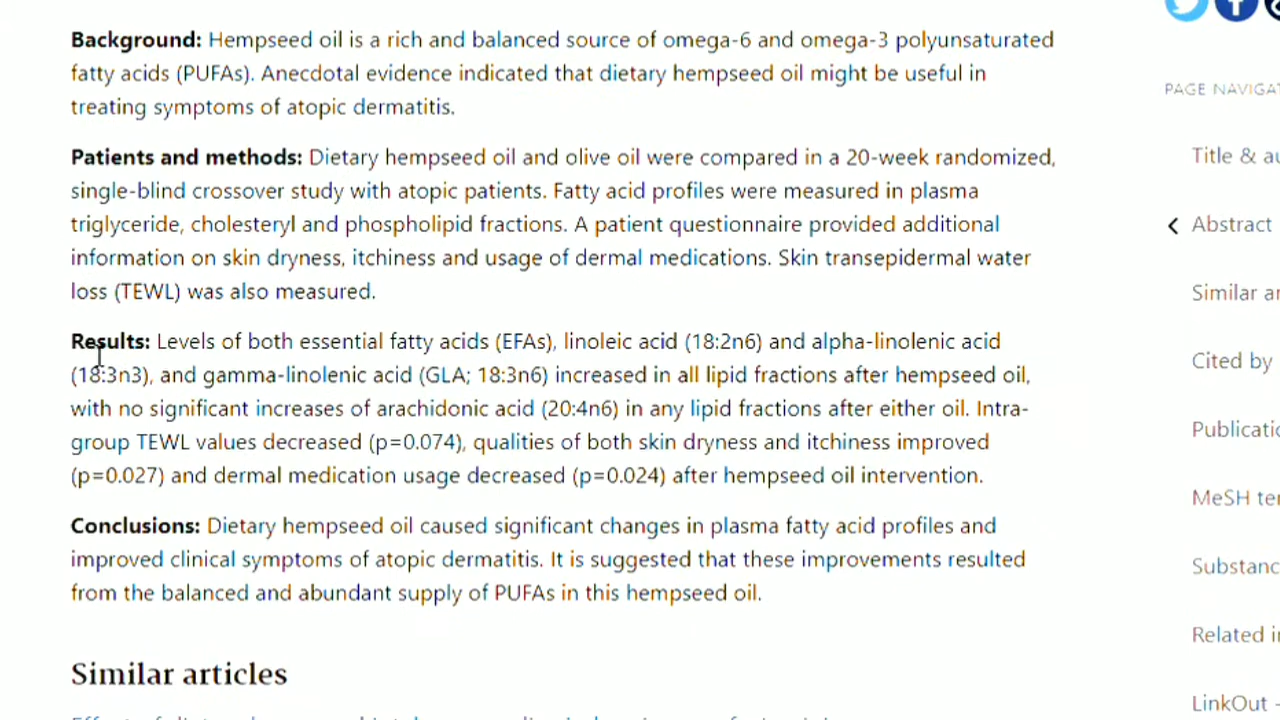 Background: Hempseed oil is a rich and balanced source of omega-6 and omega-3 polyunsaturated
fatty acids (PUFAs). Anecdotal evidence indicated that dietary hempseed oil might be useful in
treating symptoms of atopic dermatitis.
Patients and methods: Dietary hempseed oil and olive oil were compared in a 20-week randomized,
single-blind crossover study with atopic patients. Fatty acid profiles were measured in plasma
triglyceride, cholesteryl and phospholipid fractions. A patient questionnaire provided additional
information on skin dryness, itchiness and usage of dermal medications. Skin transepidermal water
loss (TEWL) was also measured.
Results: Levels of both essential fatty acids (EFAs), linoleic acid (18:2n6) and alpha-linolenic acid
(18:3n3), and gamma-linolenic acid (GLA; 18:3n6) increased in all lipid fractions after hempseed oil,
with no significant increases of arachidonic acid (20:4n6) in any lipid fractions after either oil. Intra-
group TEWL values decreased (p=0.074), qualities of both skin dryness and itchiness improved
(p=0.027) and dermal medication usage decreased (p=0.024) after hempseed oil intervention.
Conclusions: Dietary hempseed oil caused significant changes in plasma fatty acid profiles and
improved clinical symptoms of atopic dermatitis. It is suggested that these improvements resulted
from the balanced and abundant supply of PUFAs in this hempseed oil.
Similar articles
PAGE NAVIGAT
Title & au
Abstract
Similar ar
Cited by
Publicatio
MeSH ter
Substanc
Related in
LinkOut -